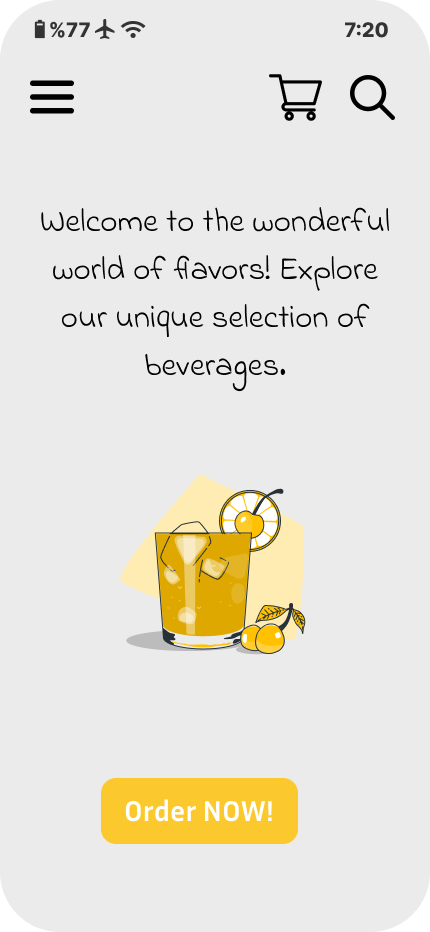 %77
7:20
Welcome to the wonderful
world of flavors! Explore
our unique selection of
beverages.
Order NOW!